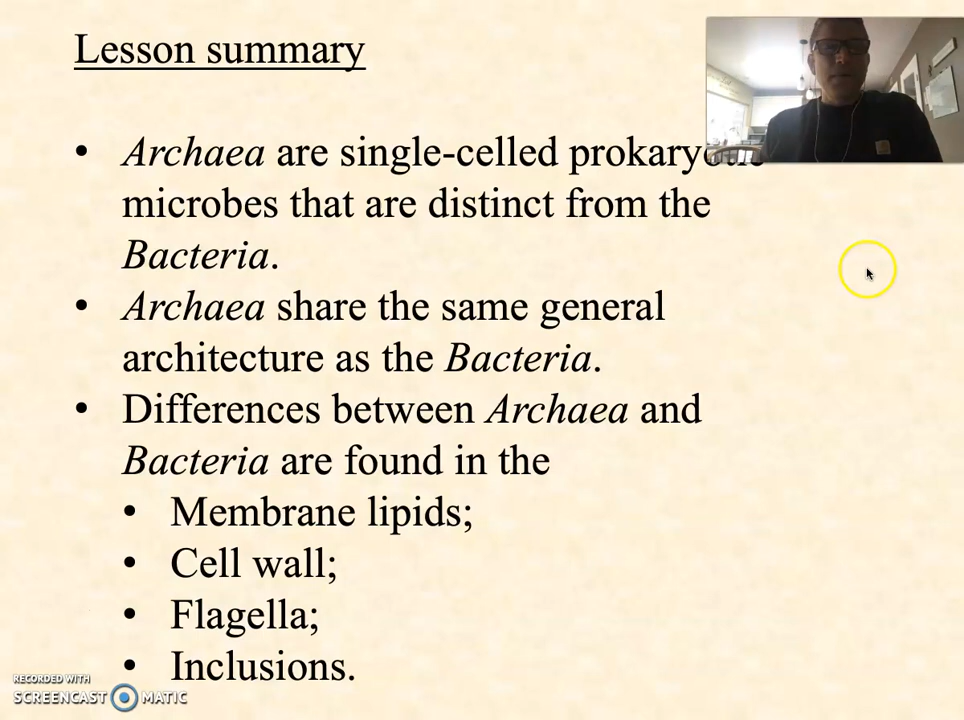 Lesson summary
• Archaea are single-celled
microbes that are distinct from the
Bacteria.
• Archaea share the same general
architecture as the Bacteria.
• Differences between Archaea and
Bacteria are found in the
• Membrane lipids;
• Cell wall;
• Flagella;
• Inclusions.
RECORDED WITH
SCREENCAST MATIC